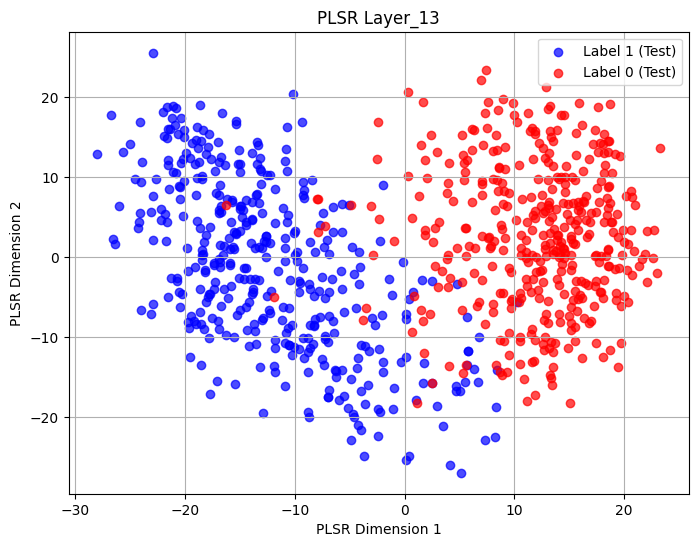 PLSR Layer_13
Label 1 (Test)
Label 0 (Test)
PLSR Dimension 2
20
10
0
−10
−20
−30
−20
−10
0
10
20
PLSR Dimension 1